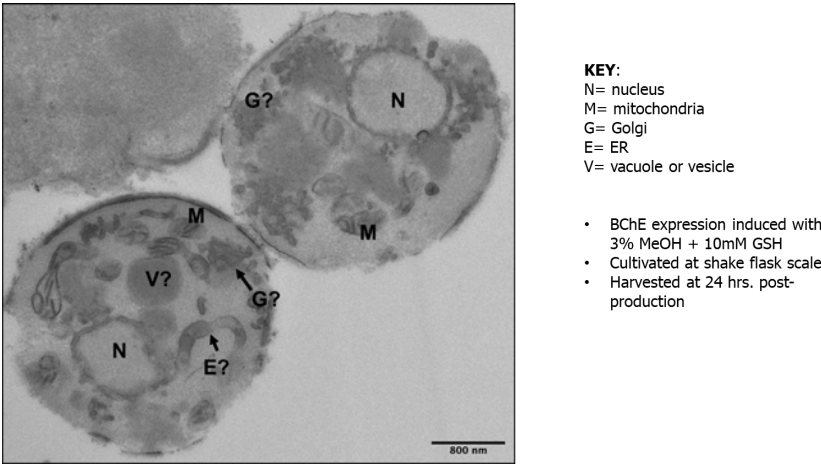 G?
N
M
M
V?
G?
N
E?
800 nm
KEY:
N= nucleus
M= mitochondria
G= Golgi
E= ER
V= vacuole or vesicle
• BChE expression induced with
3% MeOH + 10mM GSH
• Cultivated at shake flask scale
• Harvested at 24 hrs. post-
production